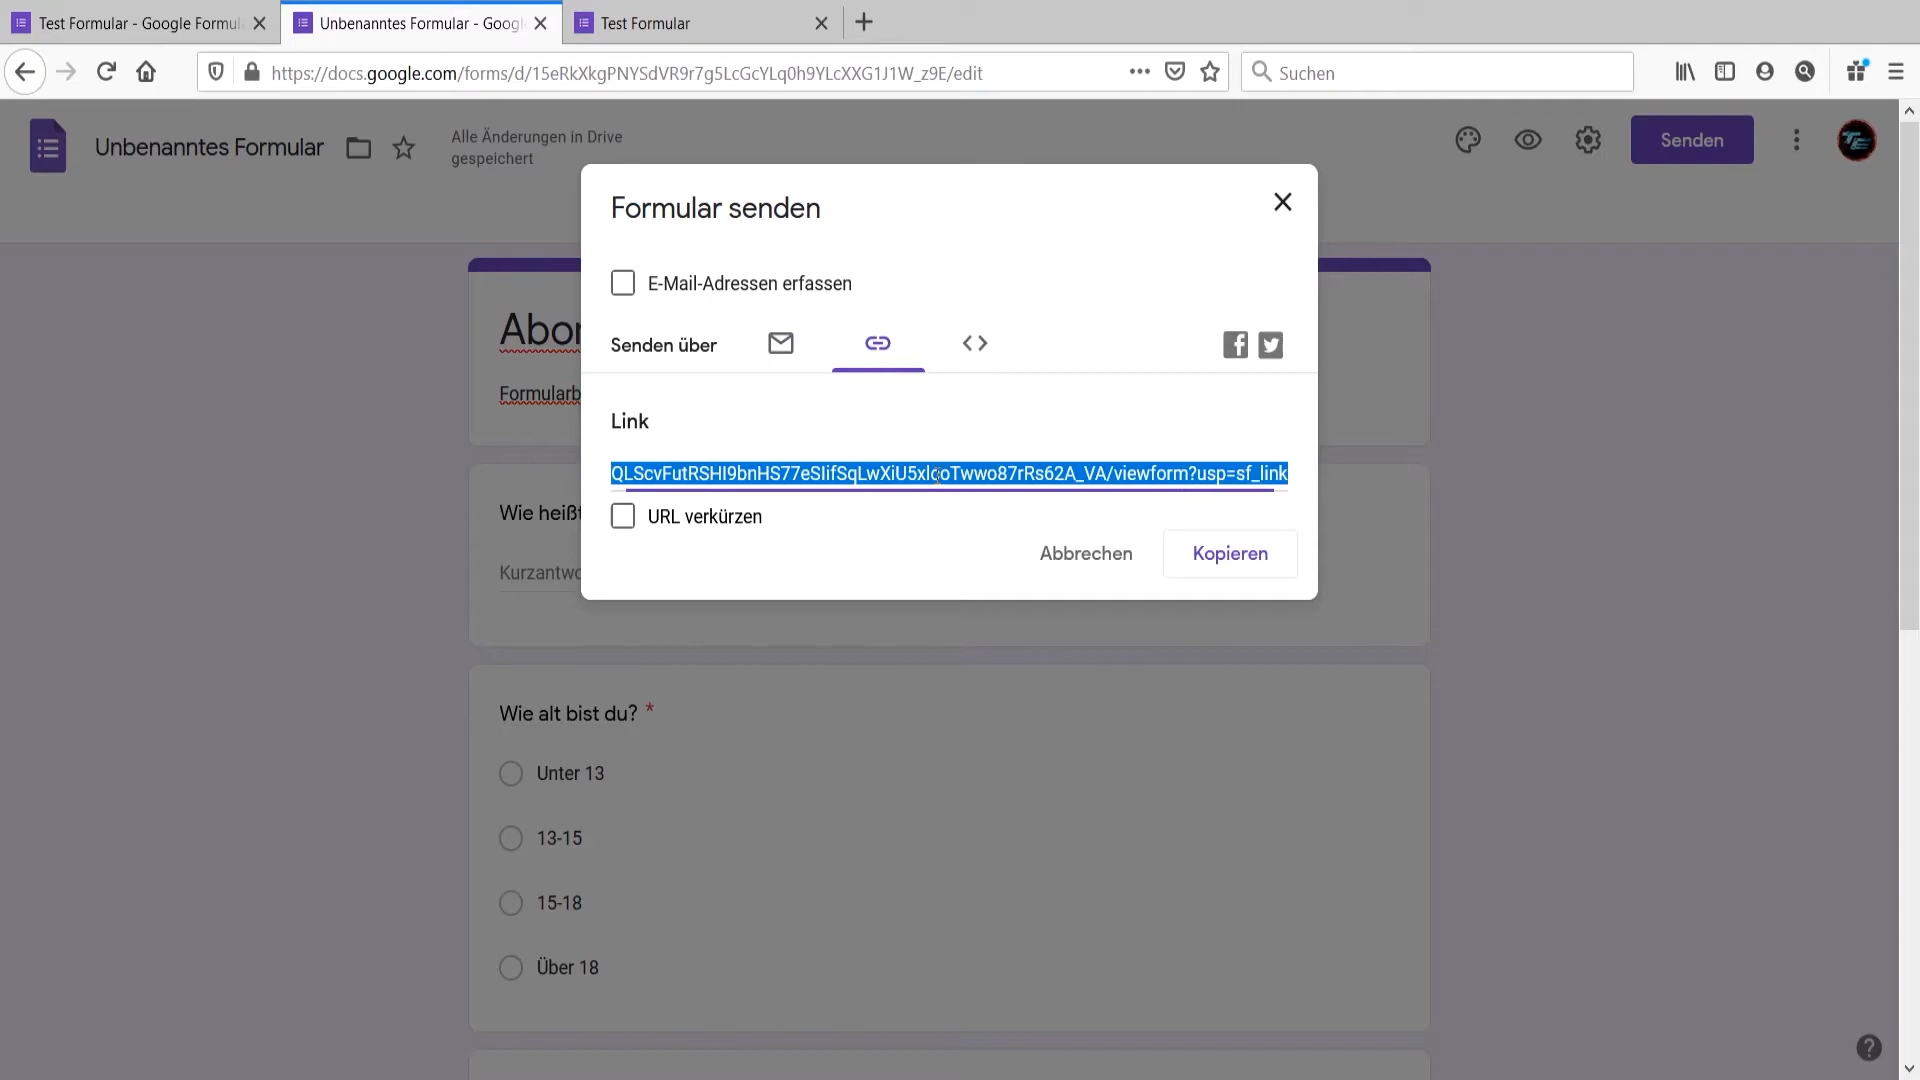 Test Formular - Google Formul
Unbenanntes Formular - Googl
Test Formular
https://docs.google.com/forms/d/15eRkXkgPNYSdVR9r7g5LcGcYLq0h9YLcXXG1J1W_z9E/edit
Suchen
Unbenanntes Formular
Alle Änderungen in Drive
gespeichert
Senden
Formular senden
E-Mail-Adressen erfassen
Abon
Senden über
Formularb
Link
QLScvFutRSHI9bnHS77eSIifSqLwXiU5xlooTwwo87rRs62A_VA/viewform?usp=sf_link
Wie heißt
URL verkürzen
Abbrechen
Kopieren
Kurzantwo
Wie alt bist du? *
Unter 13
13-15
15-18
Über 18